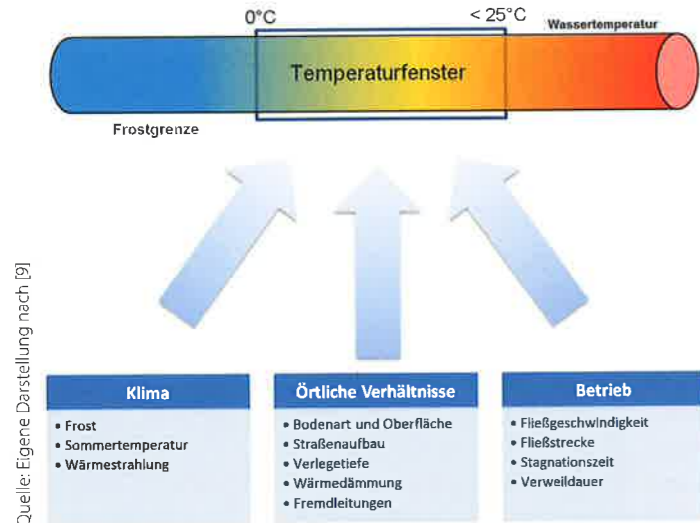 0°C
< 25°C
Wassertemperatur
Temperaturfenster
Frostgrenze
Quelle: Eigene Darstellung nach [9]
Klima
• Frost
• Sommertemperatur
• Wärmestrahlung
Örtliche Verhältnisse
• Bodenart und Oberfläche
• Straßenaufbau
• Verlegetiefe
• Wärmedämmung
• Fremdleitungen
Betrieb
• Fließgeschwindigkeit
• Fließstrecke
• Stagnationszeit
• Verweildauer